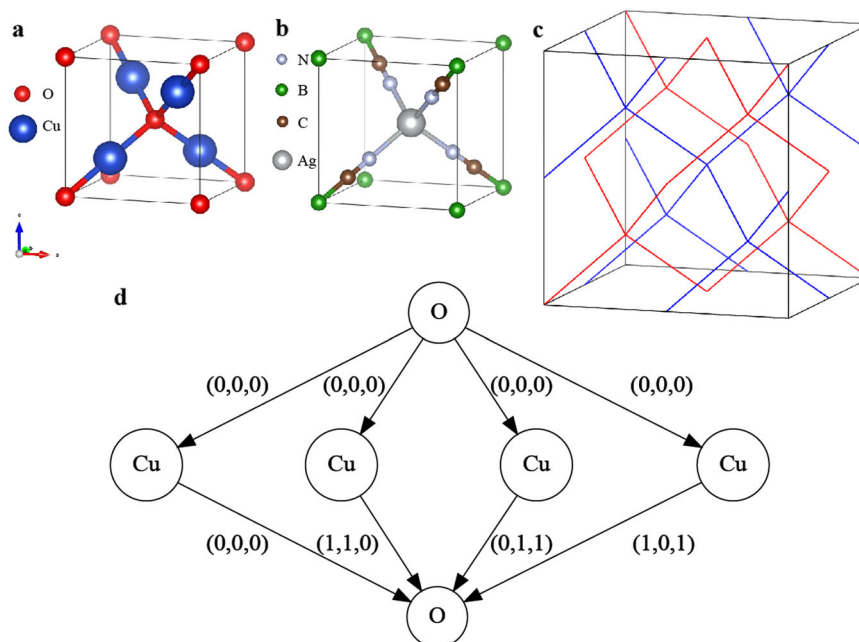 a
b
c
O
Cu
N
B
C
Ag
d
O
(0,0,0)
(0,0,0)
(0,0,0)
(0,0,0)
Cu
Cu
Cu
Cu
(0,0,0)
(1,1,0)
(0,1,1)
(1,0,1)
O